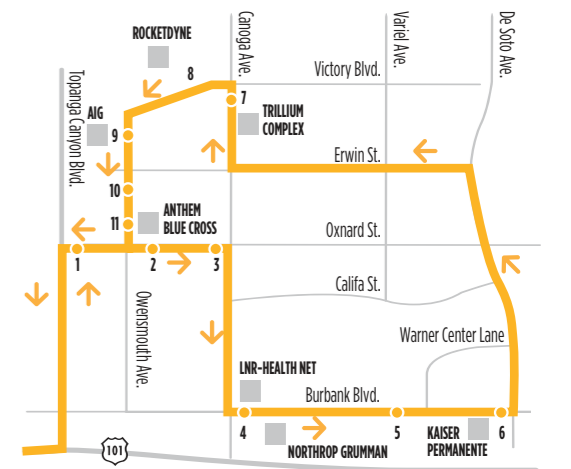 ROCKETDYNE
Canoga Ave.
Variel Ave.
De Soto Ave.
8
Victory Blvd.
Topanga Canyon Blvd.
7
AIG
TRILLIUM
COMPLEX
9
Erwin St.
10
ANTHEM
BLUE CROSS
11
Oxnard St.
1
2
3
Califa St.
Owensmouth Ave.
Warner Center Lane
LNR-HEALTH NET
Burbank Blvd.
4
5
6
KAISER
PERMANENTE
NORTHROP GRUMMAN
101